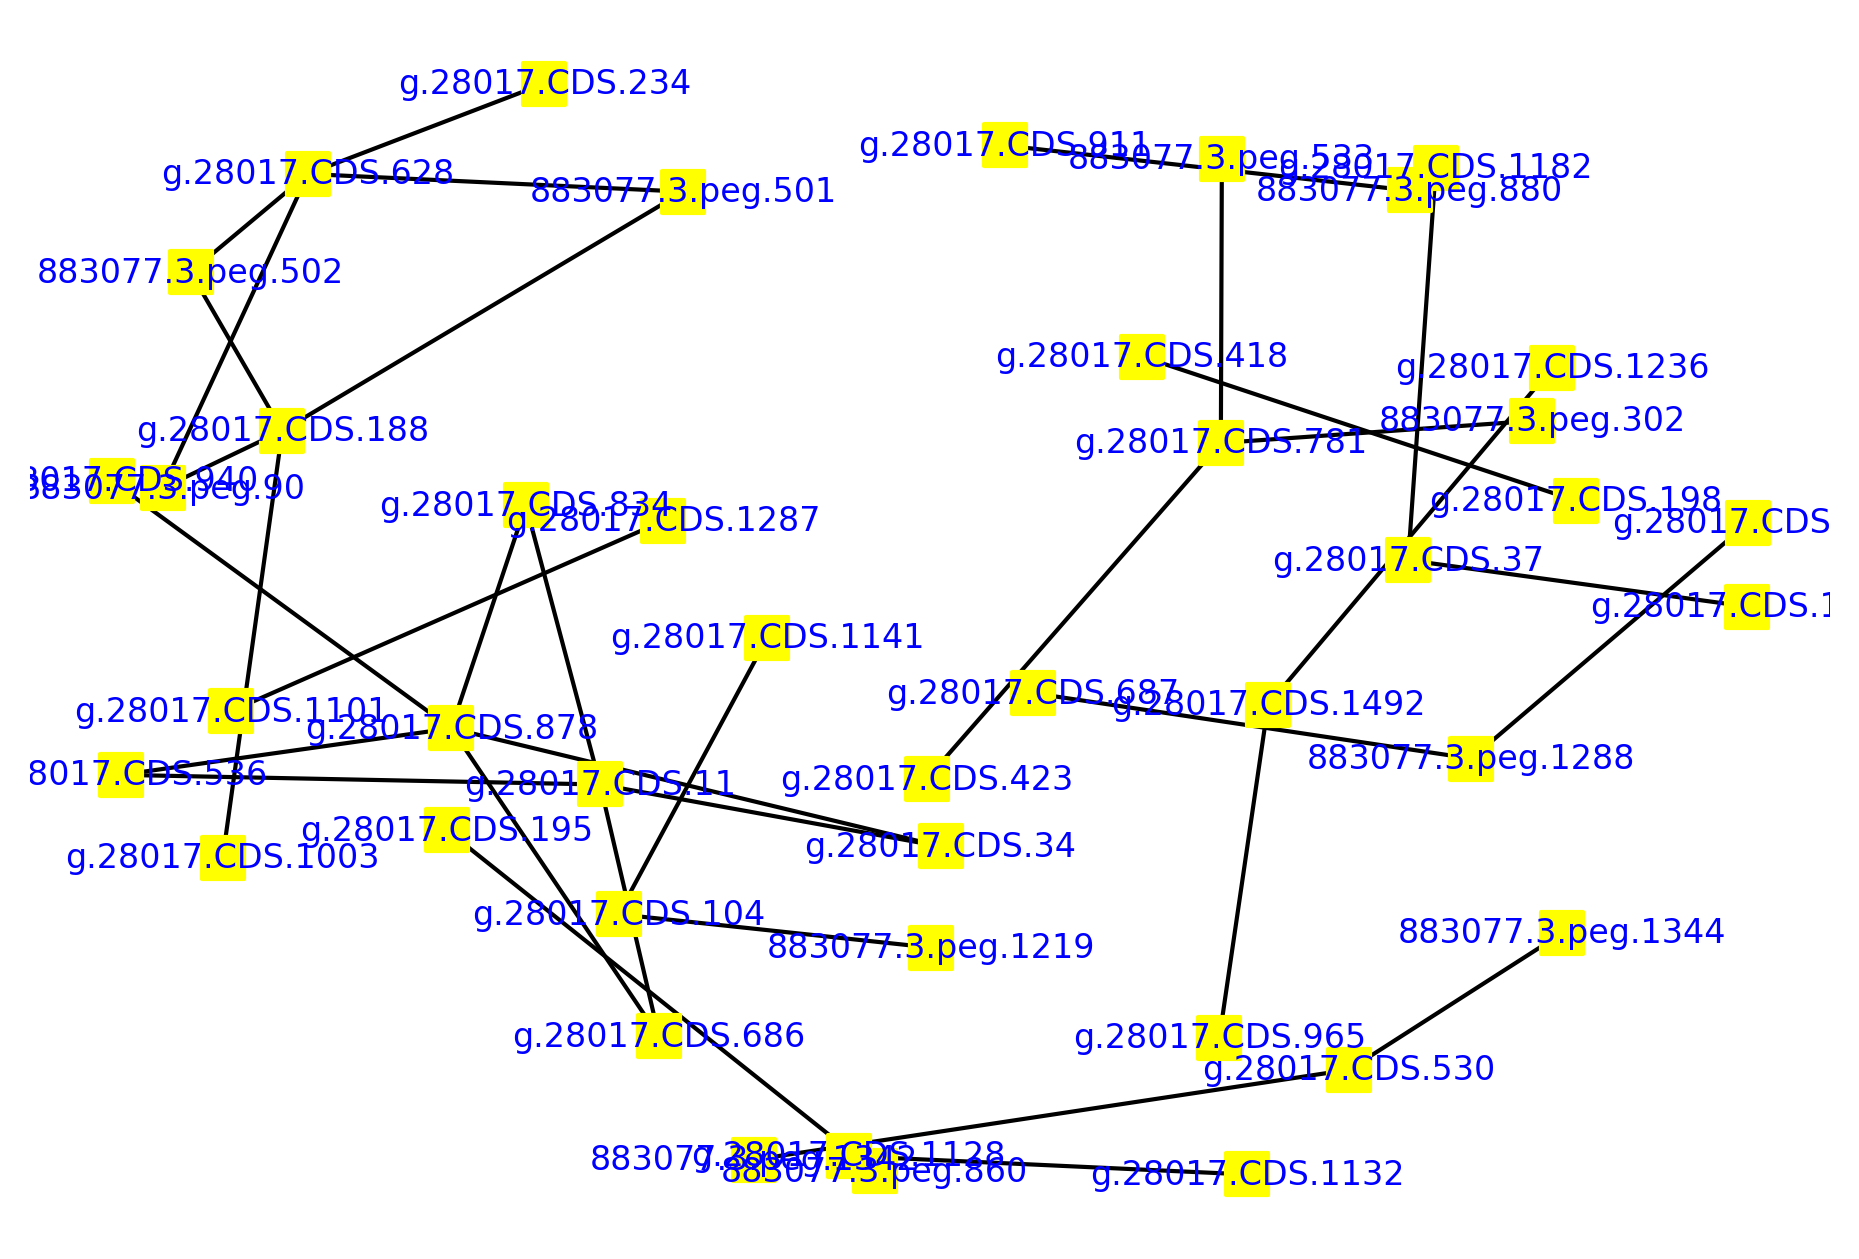 g.28017.CDS.234
g.28017.CDS.911
883077.3.peg.533
g.28017.CDS.1182
g.28017.CDS.628
883077.3.peg.501
883077.3.peg.880
883077.3.peg.502
g.28017.CDS.418
g.28017.CDS.1236
883077.3.peg.302
g.28017.CDS.188
g.28017.CDS.781
8017.CDS.940
883077.3.peg.90
g.28017.CDS.834
g.28017.CDS.1287
g.28017.CDS.198
g.28017.CDS
g.28017.CDS.37
g.28017.CDS.1
g.28017.CDS.1141
g.28017.CDS.687
g.28017.CDS.1492
g.28017.CDS.1101
g.28017.CDS.878
883077.3.peg.1288
8017.CDS.536
g.28017.CDS.11
g.28017.CDS.423
g.28017.CDS.195
g.28017.CDS.34
g.28017.CDS.1003
g.28017.CDS.104
883077.3.peg.1219
883077.3.peg.1344
g.28017.CDS.686
g.28017.CDS.965
g.28017.CDS.530
883077.3.peg.1342
g.28017.CDS.1128
883077.3.peg.860
g.28017.CDS.1132